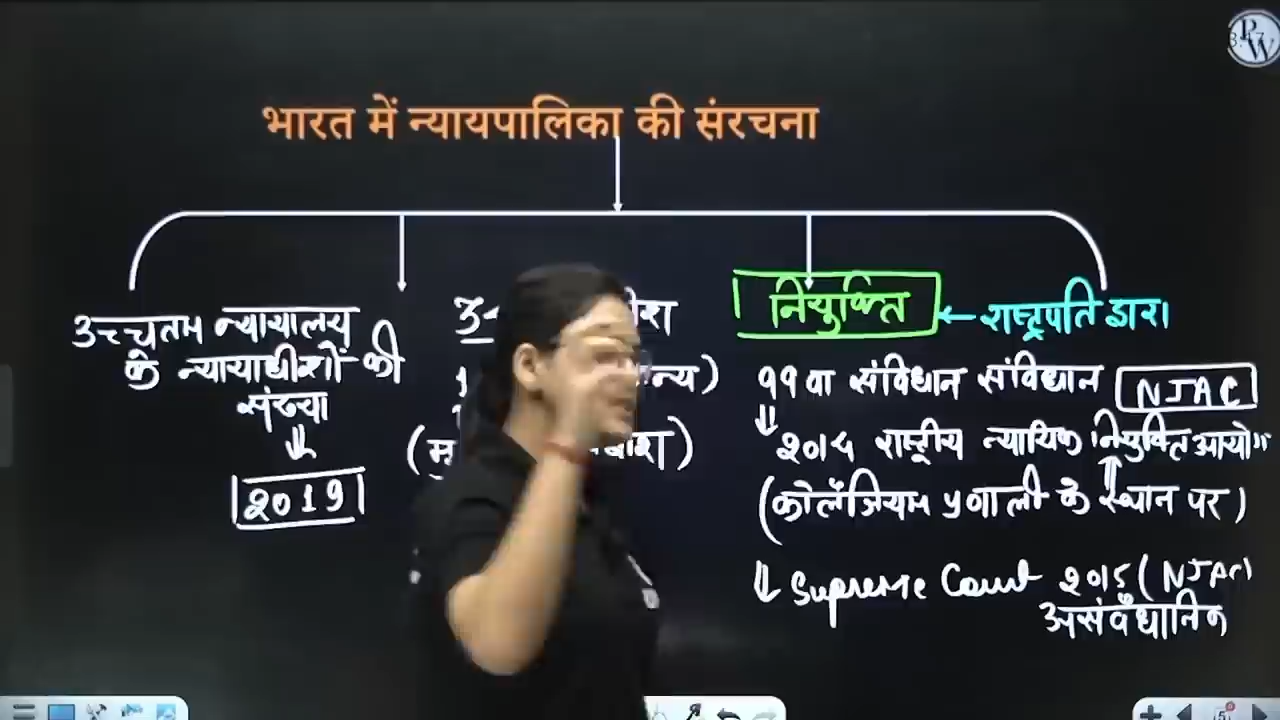 PW
भारत में न्यायपालिका की संरचना
उच्चतम न्यायालय
के न्यायाधीशों की
संख्या
2019
नियुक्ति
राष्ट्रपति द्वारा
99वा संविधान संविधान NJAC
2014 राष्ट्रीय न्यायिक नियुक्ति आयोग
(कोलेजियम प्रणाली के स्थान पर)
Supreme Court 2015 (NJAC)
असंवैधानिक